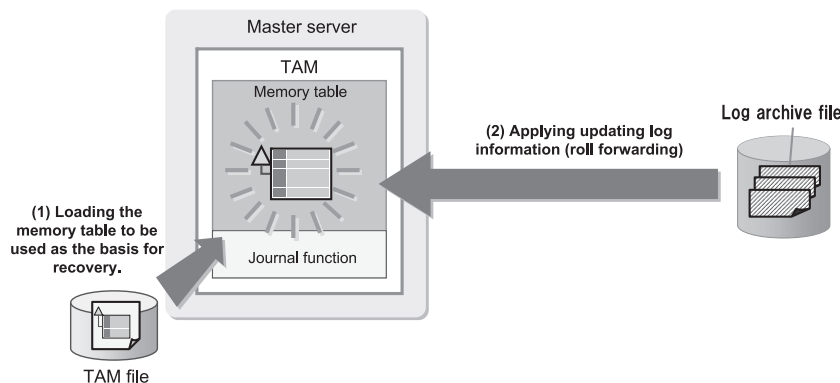 Master server
TAM
Memory table
(2) Applying updating log
information (roll forwarding)
Log archive file
(1) Loading the
memory table to be
used as the basis for
recovery.
Journal function
TAM file